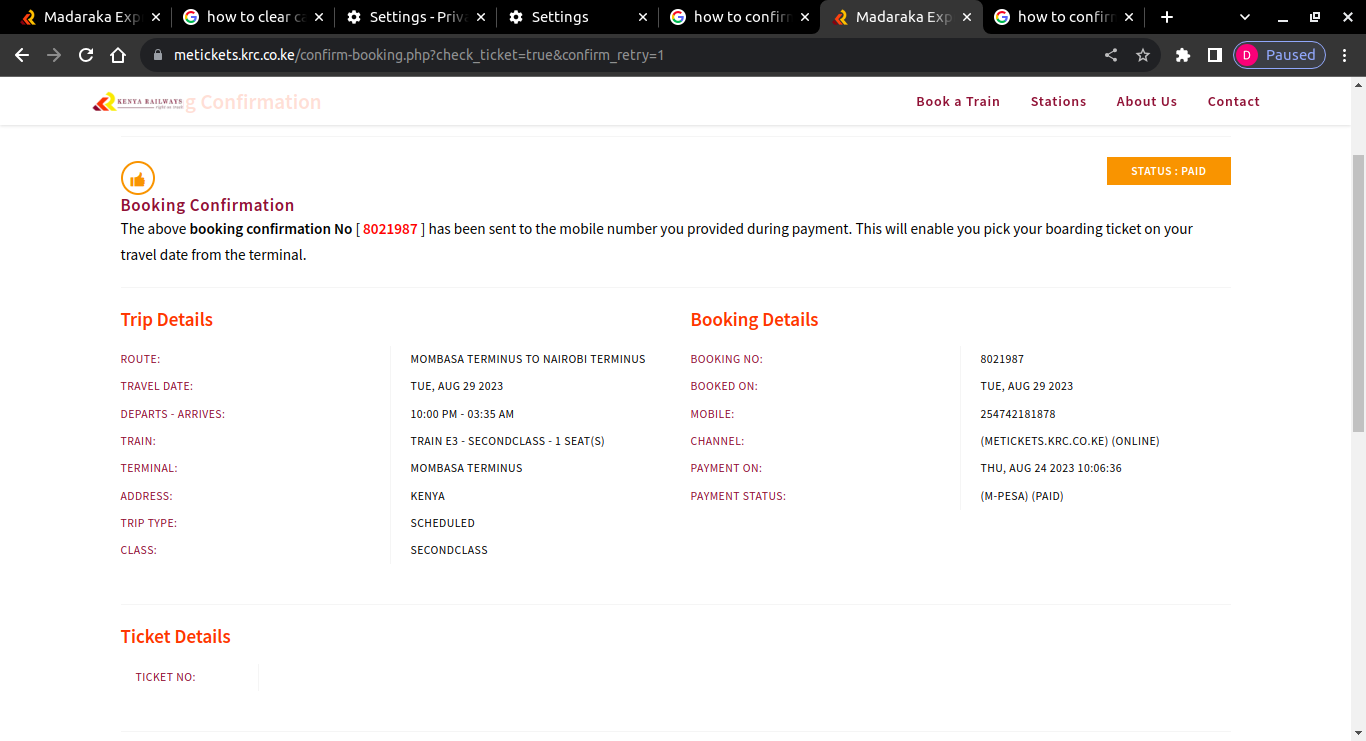 Madaraka Exp
how to clear ca
Settings - Priva
Settings
how to confirm
Madaraka Exp
how to confirm
metickets.krc.co.ke/confirm-booking.php?check_ticket=true&confirm_retry=1
D Paused
KENYA RAILWAYS
g Confirmation
Book a Train Stations About Us Contact
STATUS : PAID
Booking Confirmation
The above booking confirmation No [ 8021987 ] has been sent to the mobile number you provided during payment. This will enable you pick your boarding ticket on your
travel date from the terminal.
Trip Details
ROUTE: MOMBASA TERMINUS TO NAIROBI TERMINUS
TRAVEL DATE: TUE, AUG 29 2023
DEPARTS - ARRIVES: 10:00 PM - 03:35 AM
TRAIN: TRAIN E3 - SECONDCLASS - 1 SEAT(S)
TERMINAL: MOMBASA TERMINUS
ADDRESS: KENYA
TRIP TYPE: SCHEDULED
CLASS: SECONDCLASS
Booking Details
BOOKING NO: 8021987
BOOKED ON: TUE, AUG 29 2023
MOBILE: 254742181878
CHANNEL: (METICKETS.KRC.CO.KE) (ONLINE)
PAYMENT ON: THU, AUG 24 2023 10:06:36
PAYMENT STATUS: (M-PESA) (PAID)
Ticket Details
TICKET NO: